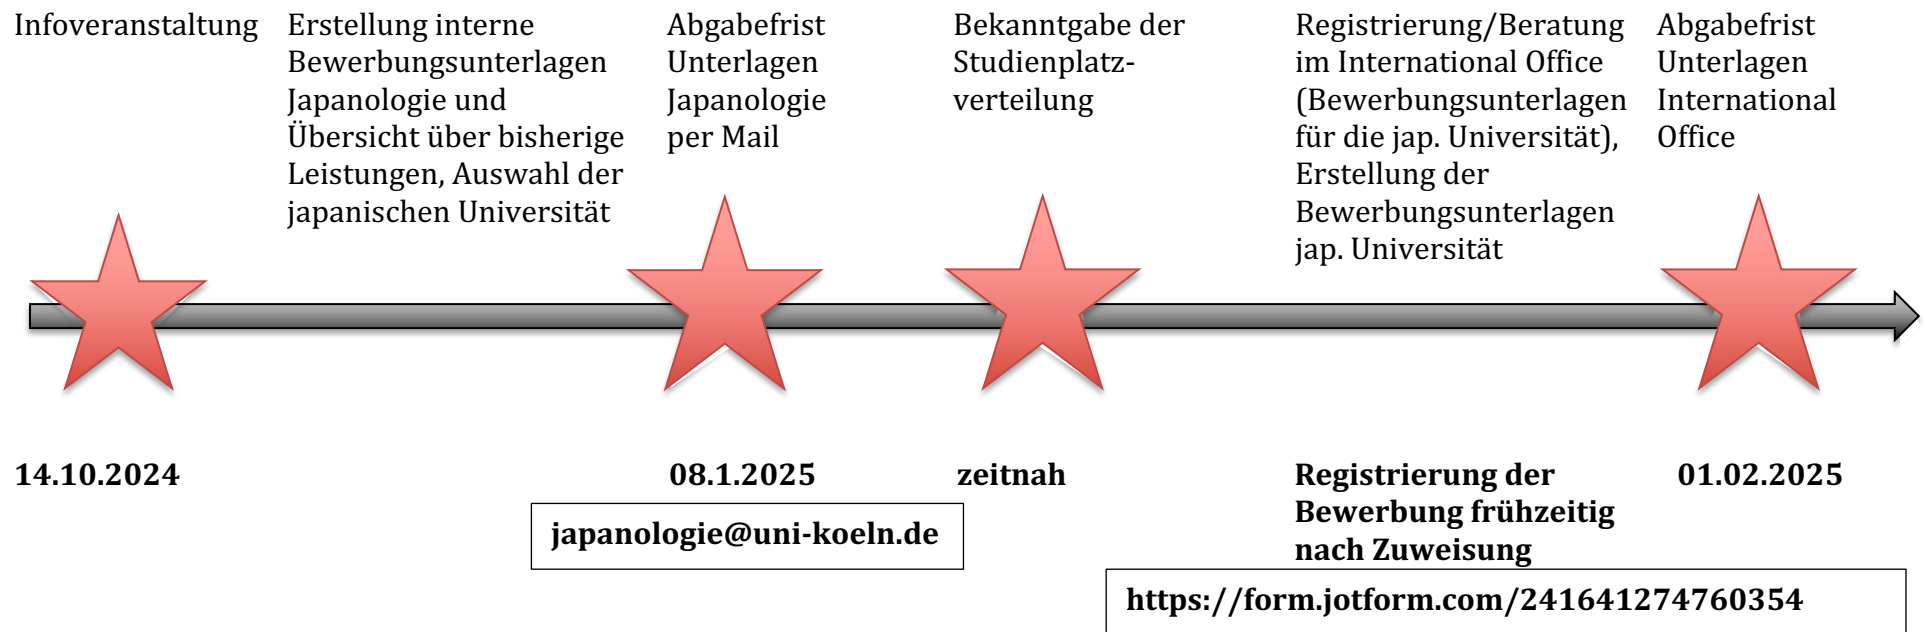 Infoveranstaltung
Erstellung interne
Bewerbungsunterlagen
Japanologie und
Übersicht über bisherige
Leistungen, Auswahl der
japanischen Universität
Abgabefrist
Unterlagen
Japanologie
per Mail
Bekanntgabe der
Studienplatz-
verteilung
Registrierung/Beratung
im International Office
(Bewerbungsunterlagen
für die jap. Universität),
Erstellung der
Bewerbungsunterlagen
jap. Universität
Abgabefrist
Unterlagen
International
Office
14.10.2024
08.1.2025
japanologie@uni-koeln.de
zeitnah
Registrierung der
Bewerbung frühzeitig
nach Zuweisung
https://form.jotform.com/241641274760354
01.02.2025